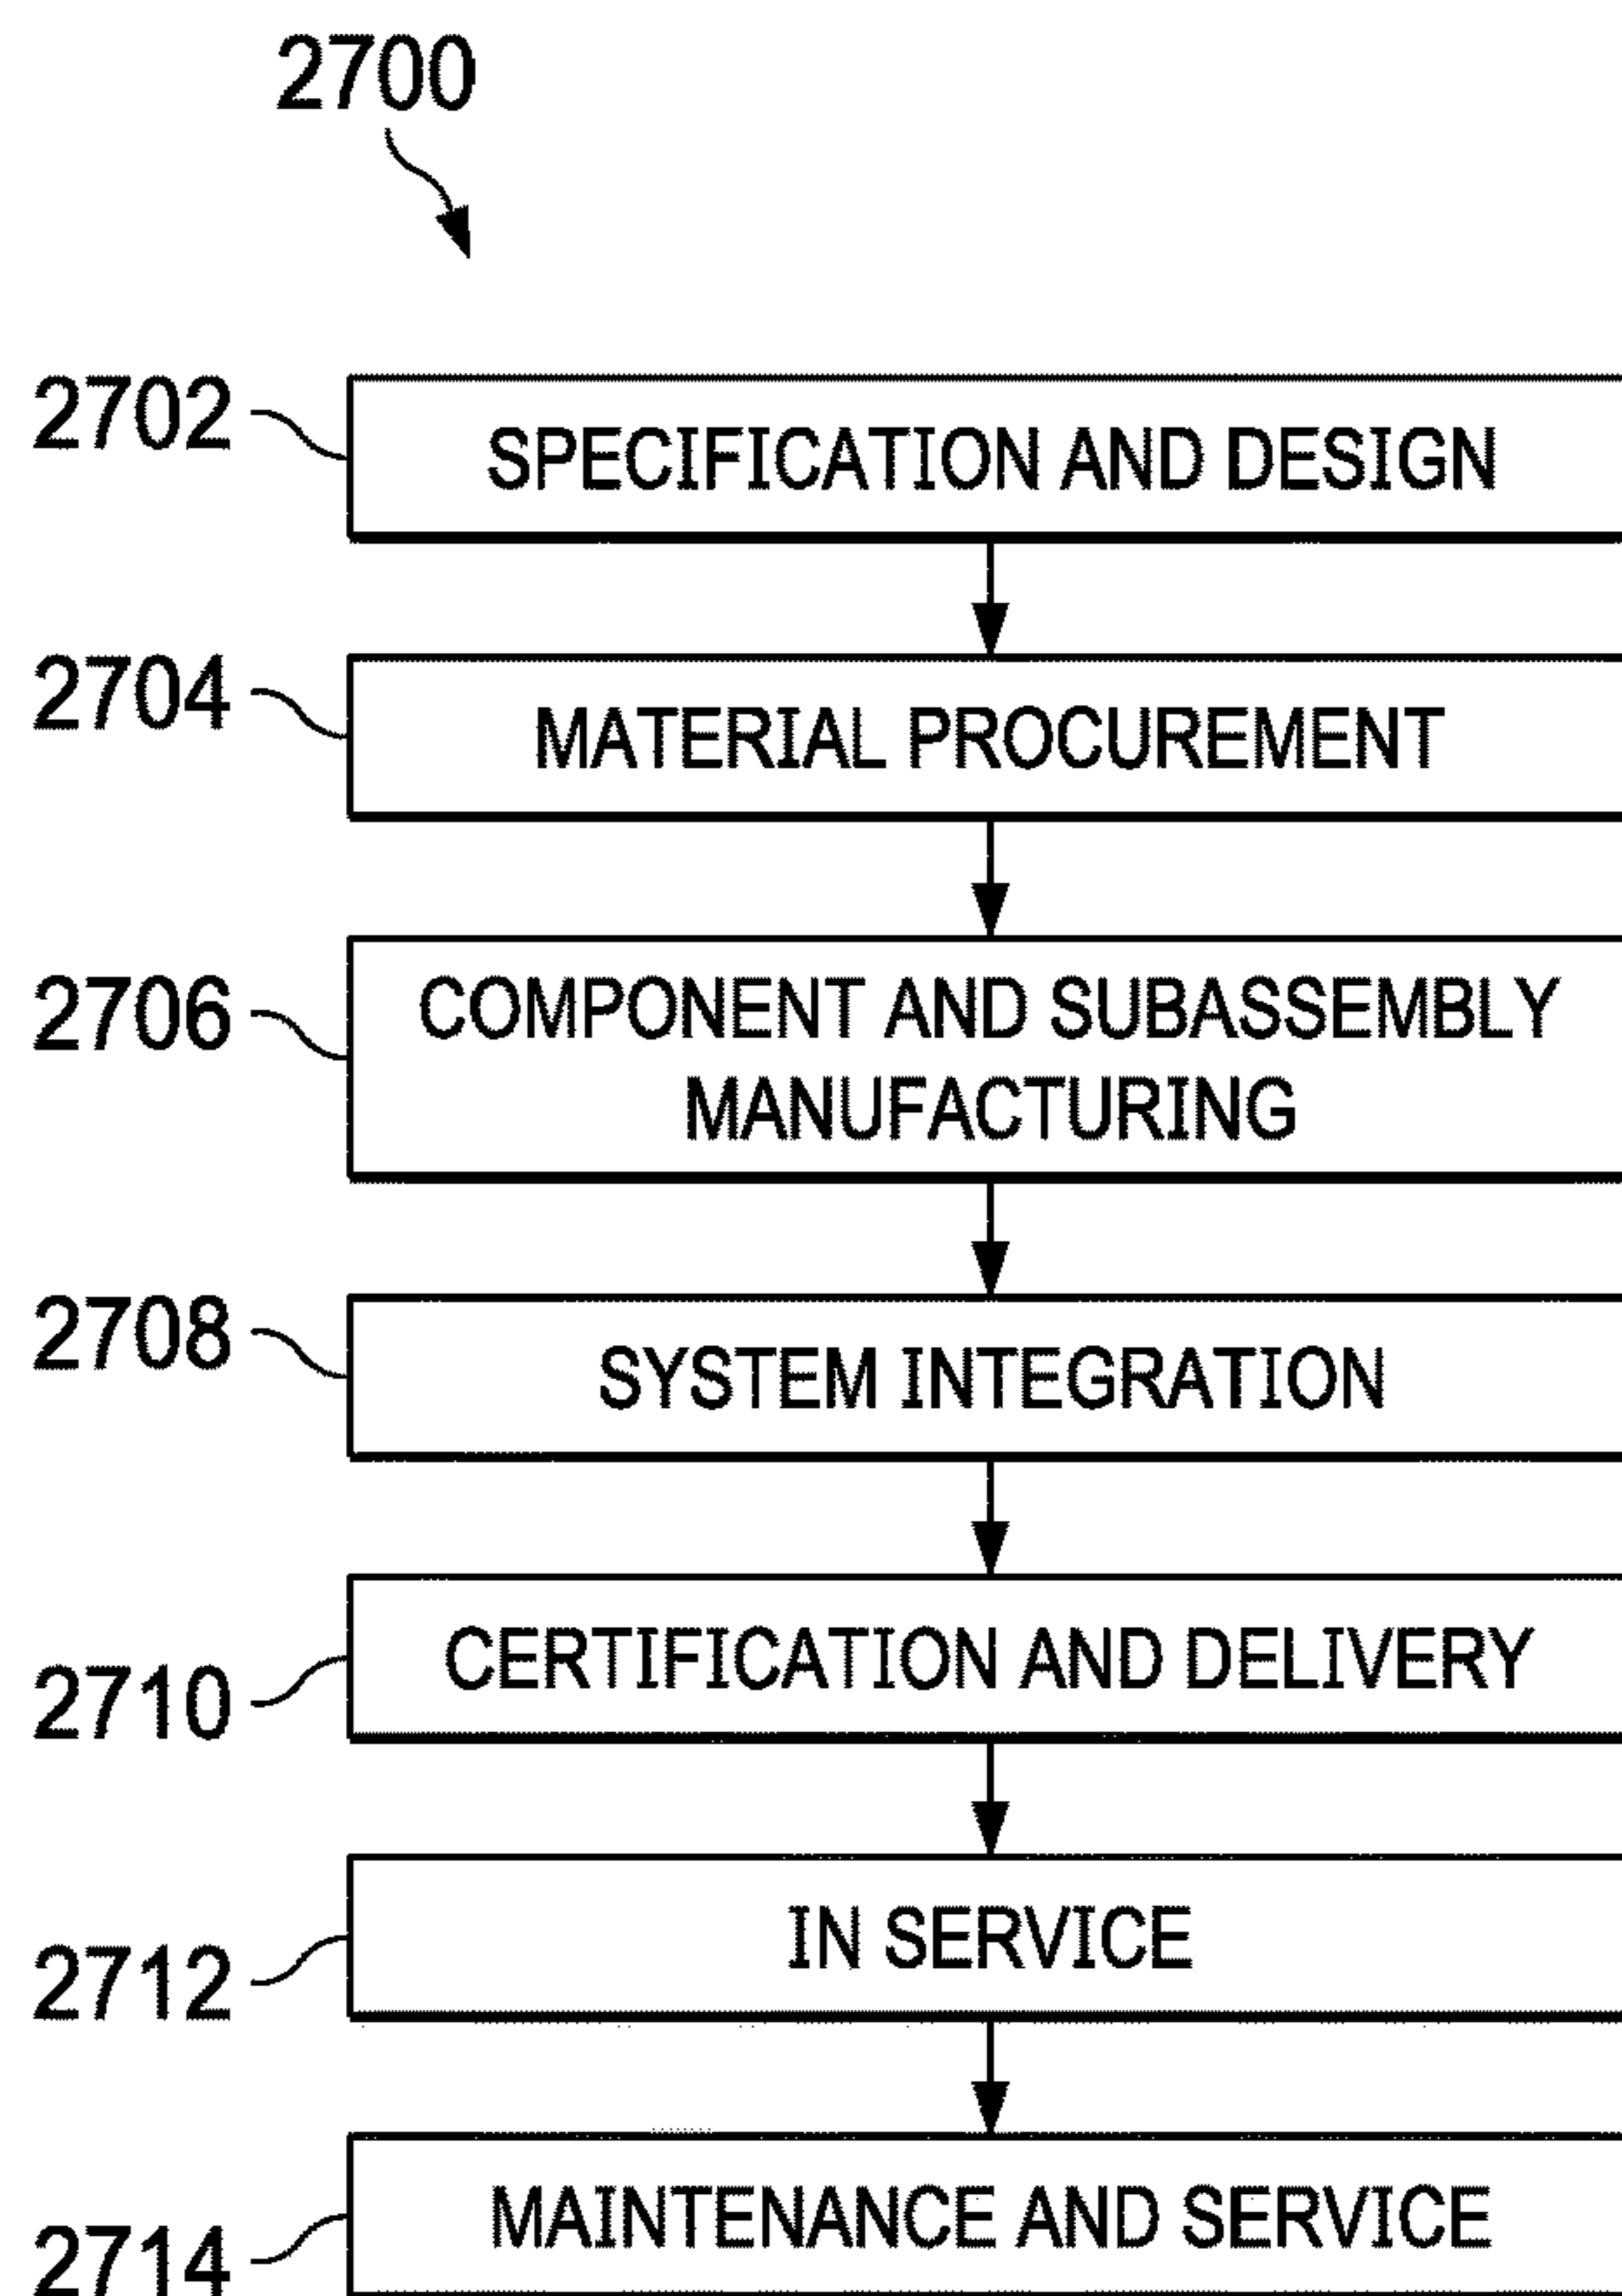 2700
2702
SPECIFICATION AND DESIGN
2704
MATERIAL PROCUREMENT
2706
COMPONENT AND SUBASSEMBLY
MANUFACTURING
2708
SYSTEM INTEGRATION
2710
CERTIFICATION AND DELIVERY
2712
IN SERVICE
2714
MAINTENANCE AND SERVICE